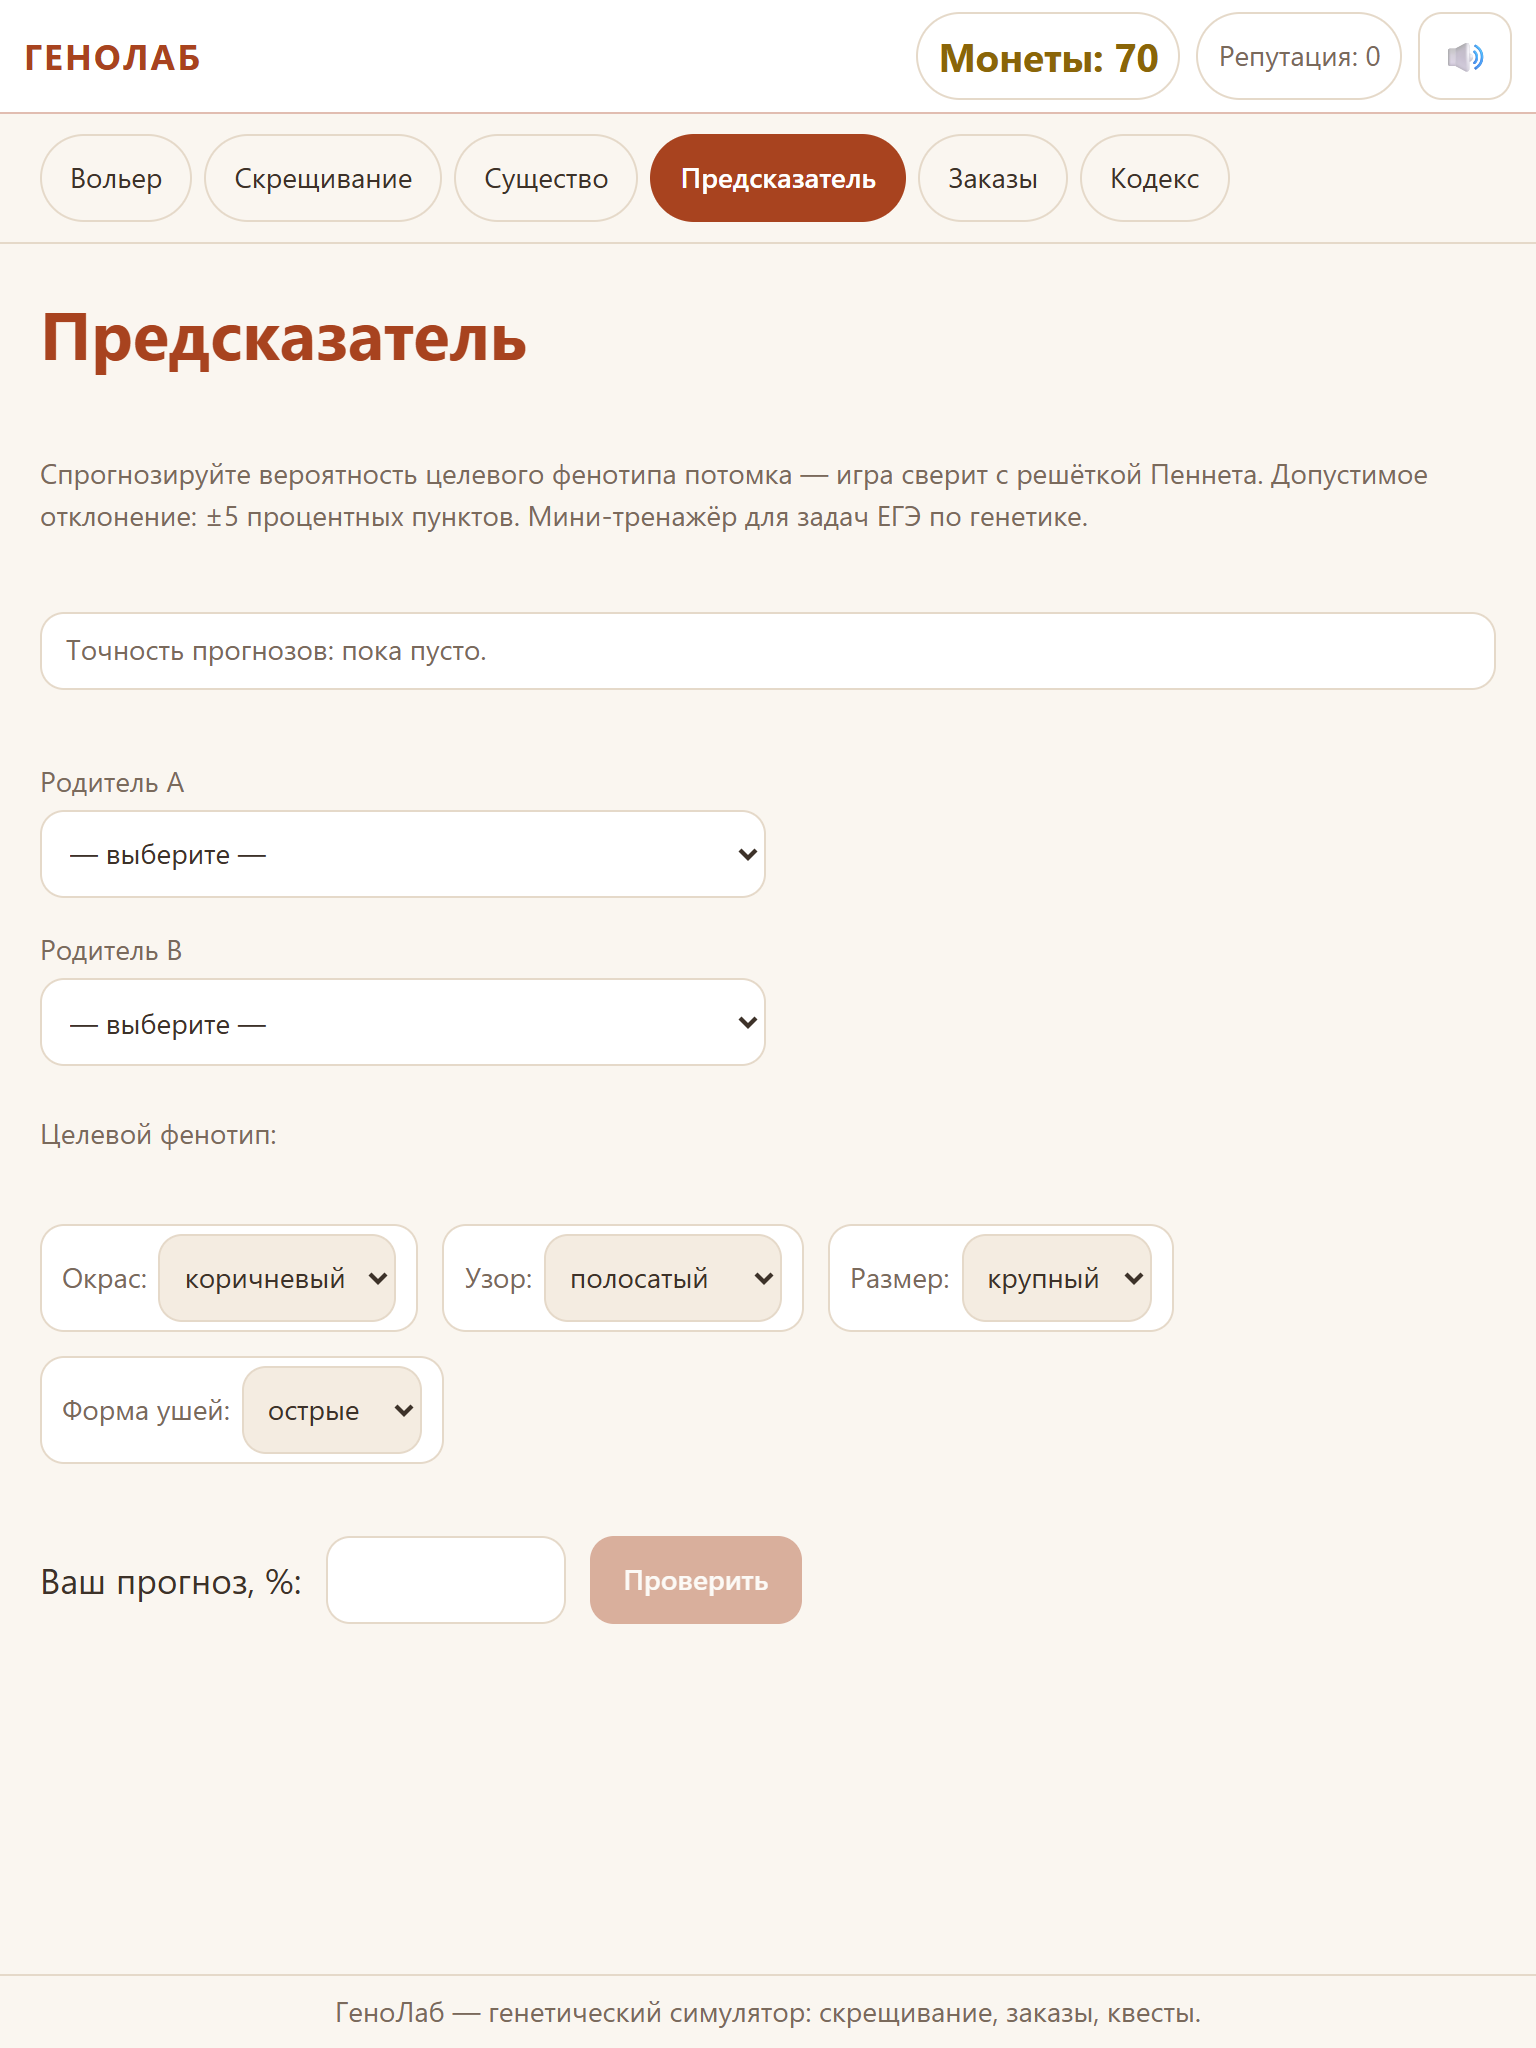 ГЕНОЛАБ
Монеты: 70
Репутация: 0
Вольер
Скрещивание
Существо
Предсказатель
Заказы
Кодекс
Предсказатель
Спрогнозируйте вероятность целевого фенотипа потомка — игра сверит с решёткой Пеннета. Допустимое
отклонение: ±5 процентных пунктов. Мини-тренажёр для задач ЕГЭ по генетике.
Точность прогнозов: пока пусто.
Родитель A
— выберите —
Родитель B
— выберите —
Целевой фенотип:
Окрас: коричневый
Узор: полосатый
Размер: крупный
Форма ушей: острые
Ваш прогноз, %:
Проверить
ГеноЛаб — генетический симулятор: скрещивание, заказы, квесты.